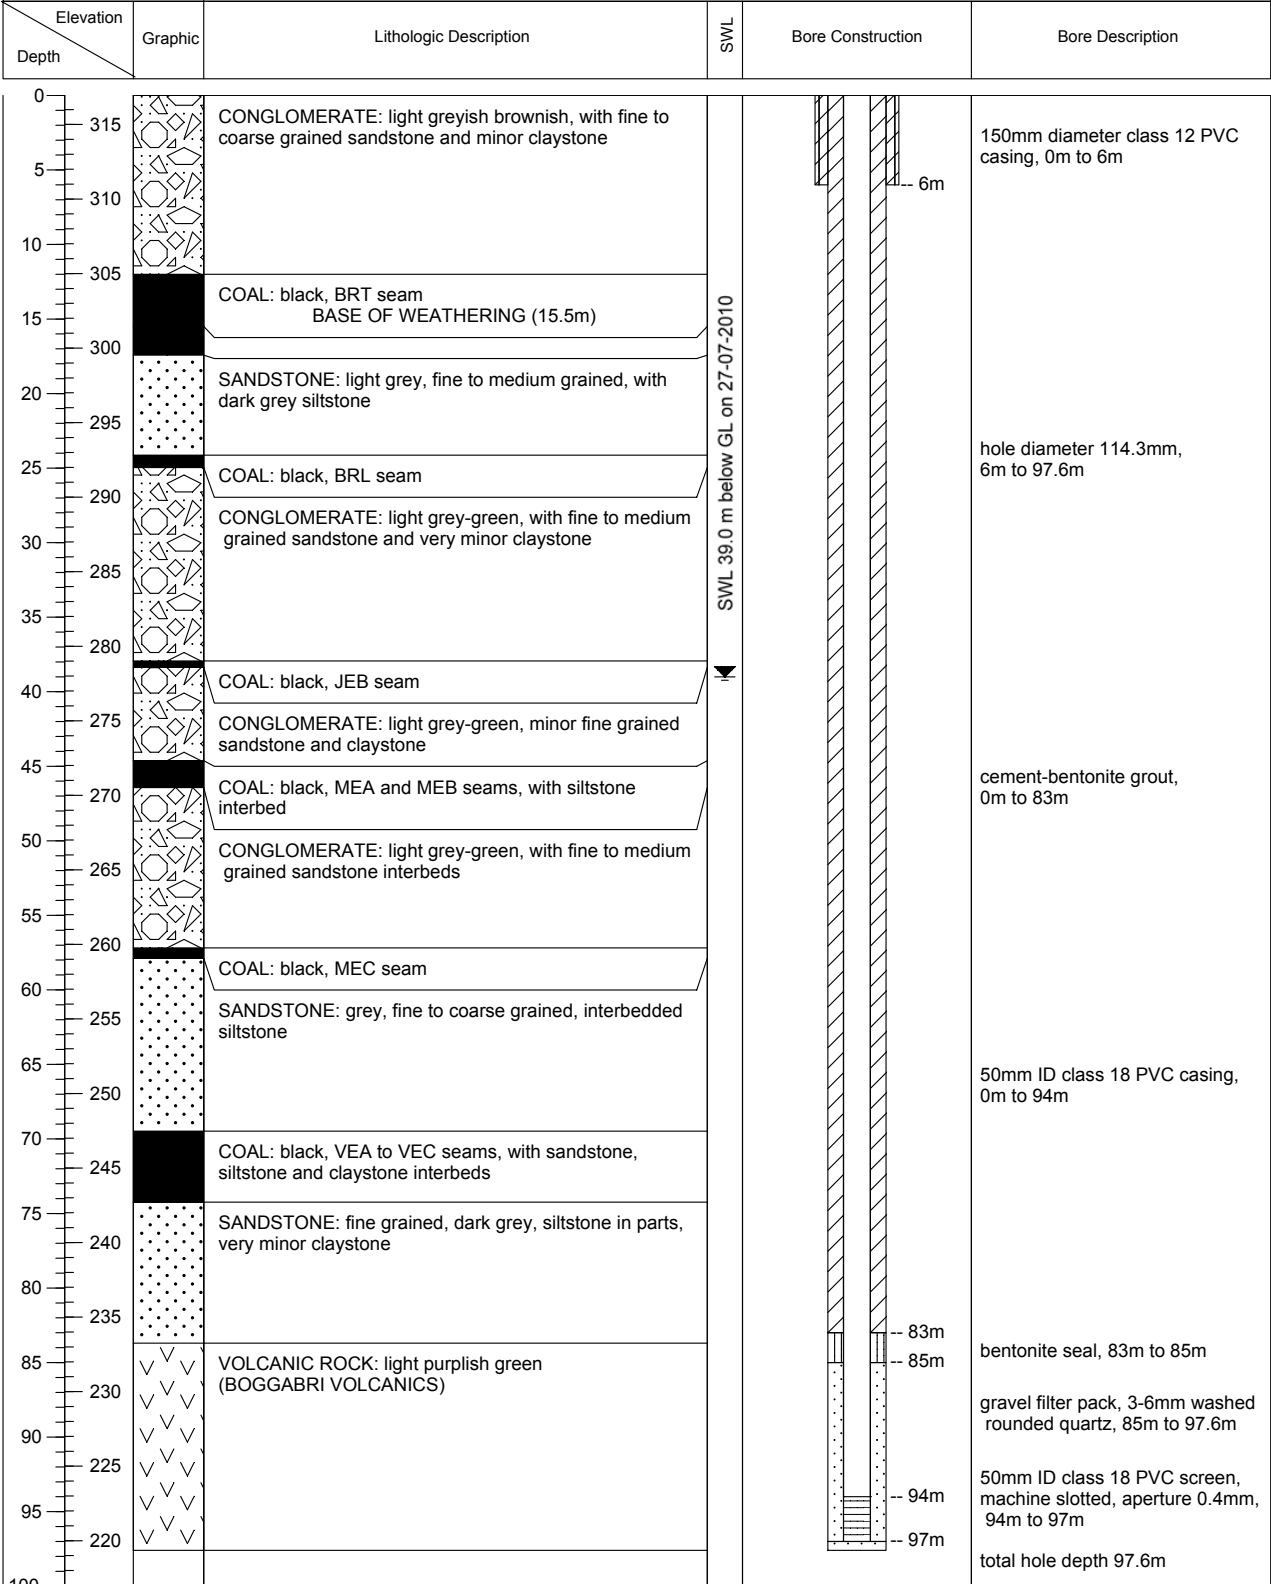 Elevation
Depth
Graphic
Lithologic Description
SWL
Bore Construction
Bore Description
0
315
5
310
10
305
15
300
20
295
25
290
30
285
35
280
40
275
45
270
50
265
55
260
60
255
65
250
70
245
75
240
80
235
85
230
90
225
95
220
100
CONGLOMERATE: light greyish brownish, with fine to
coarse grained sandstone and minor claystone
COAL: black, BRT seam
BASE OF WEATHERING (15.5m)
SANDSTONE: light grey, fine to medium grained, with
dark grey siltstone
COAL: black, BRL seam
CONGLOMERATE: light grey-green, with fine to medium
grained sandstone and very minor claystone
COAL: black, JEB seam
CONGLOMERATE: light grey-green, minor fine grained
sandstone and claystone
COAL: black, MEA and MEB seams, with siltstone
interbed
CONGLOMERATE: light grey-green, with fine to medium
grained sandstone interbeds
COAL: black, MEC seam
SANDSTONE: grey, fine to coarse grained, interbedded
siltstone
COAL: black, VEA to VEC seams, with sandstone,
siltstone and claystone interbeds
SANDSTONE: fine grained, dark grey, siltstone in parts,
very minor claystone
VOLCANIC ROCK: light purplish green
(BOGGABRI VOLCANICS)
SWL 39.0 m below GL on 27-07-2010
-- 6m
-- 83m
-- 85m
-- 94m
-- 97m
150mm diameter class 12 PVC
casing, 0m to 6m
hole diameter 114.3mm,
6m to 97.6m
cement-bentonite grout,
0m to 83m
50mm ID class 18 PVC casing,
0m to 94m
bentonite seal, 83m to 85m
gravel filter pack, 3-6mm washed
rounded quartz, 85m to 97.6m
50mm ID class 18 PVC screen,
machine slotted, aperture 0.4mm,
94m to 97m
total hole depth 97.6m